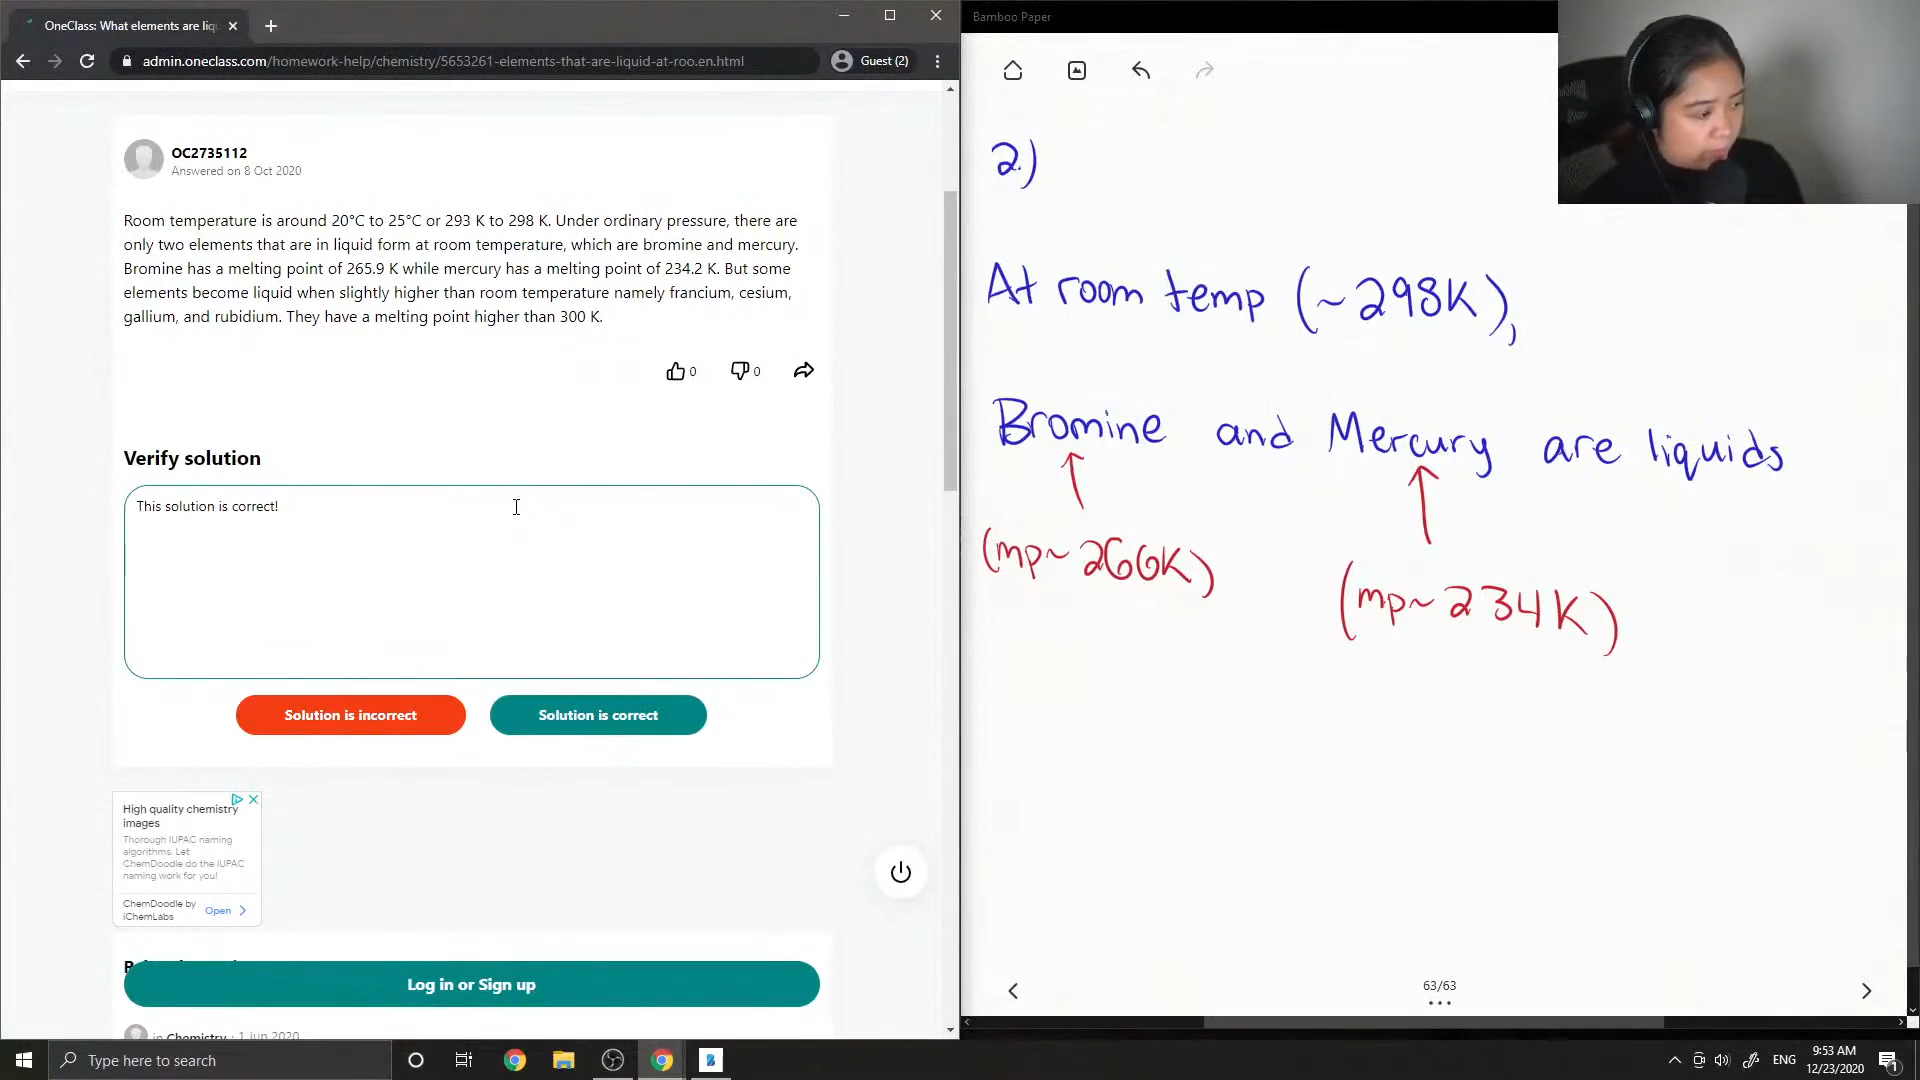 OneClass: What elements are liq
admin.oneclass.com/homework-help/chemistry/5653261-elements-that-are-liquid-at-roo.en.html
Guest (2)
OC2735112
Answered on 8 Oct 2020
Room temperature is around 20°C to 25°C or 293 K to 298 K. Under ordinary pressure, there are
only two elements that are in liquid form at room temperature, which are bromine and mercury.
Bromine has a melting point of 265.9 K while mercury has a melting point of 234.2 K. But some
elements become liquid when slightly higher than room temperature namely francium, cesium,
gallium, and rubidium. They have a melting point higher than 300 K.
0
0
Verify solution
This solution is correct!
Solution is incorrect
Solution is correct
High quality chemistry
images
Thorough IUPAC naming
algorithms. Let
ChemDoodle do the IUPAC
naming work for you!
ChemDoodle by
iChemLabs
Open
Log in or Sign up
in Chemistry · 1 Jun 2020
Bamboo Paper
2.)
At room temp (~298K),
Bromine and Mercury are liquids
(mp~266K)
(mp~234K)
63/63
Type here to search
ENG
9:53 AM
12/23/2020
1